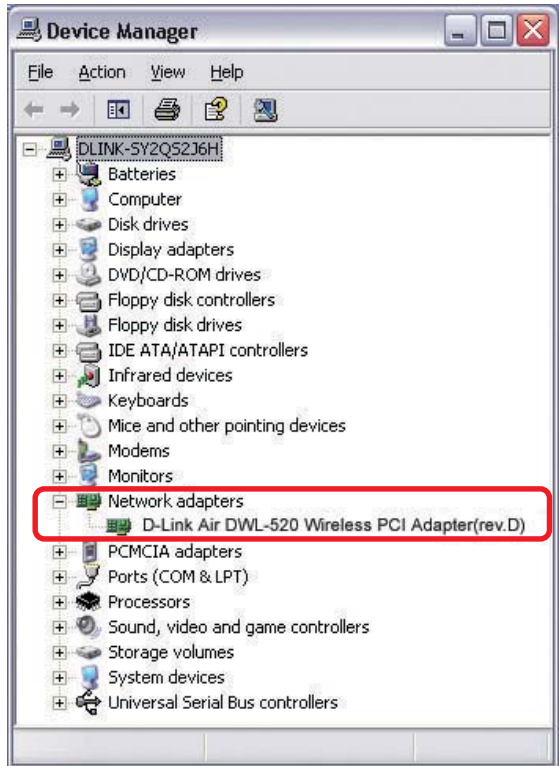 Device Manager
File Action View Help
DLINK-SY2QS2J6H
Batteries
Computer
Disk drives
Display adapters
DVD/CD-ROM drives
Floppy disk controllers
Floppy disk drives
IDE ATA/ATAPI controllers
Infrared devices
Keyboards
Mice and other pointing devices
Modems
Monitors
Network adapters
D-Link Air DWL-520 Wireless PCI Adapter(rev.D)
PCMCIA adapters
Ports (COM & LPT)
Processors
Sound, video and game controllers
Storage volumes
System devices
Universal Serial Bus controllers